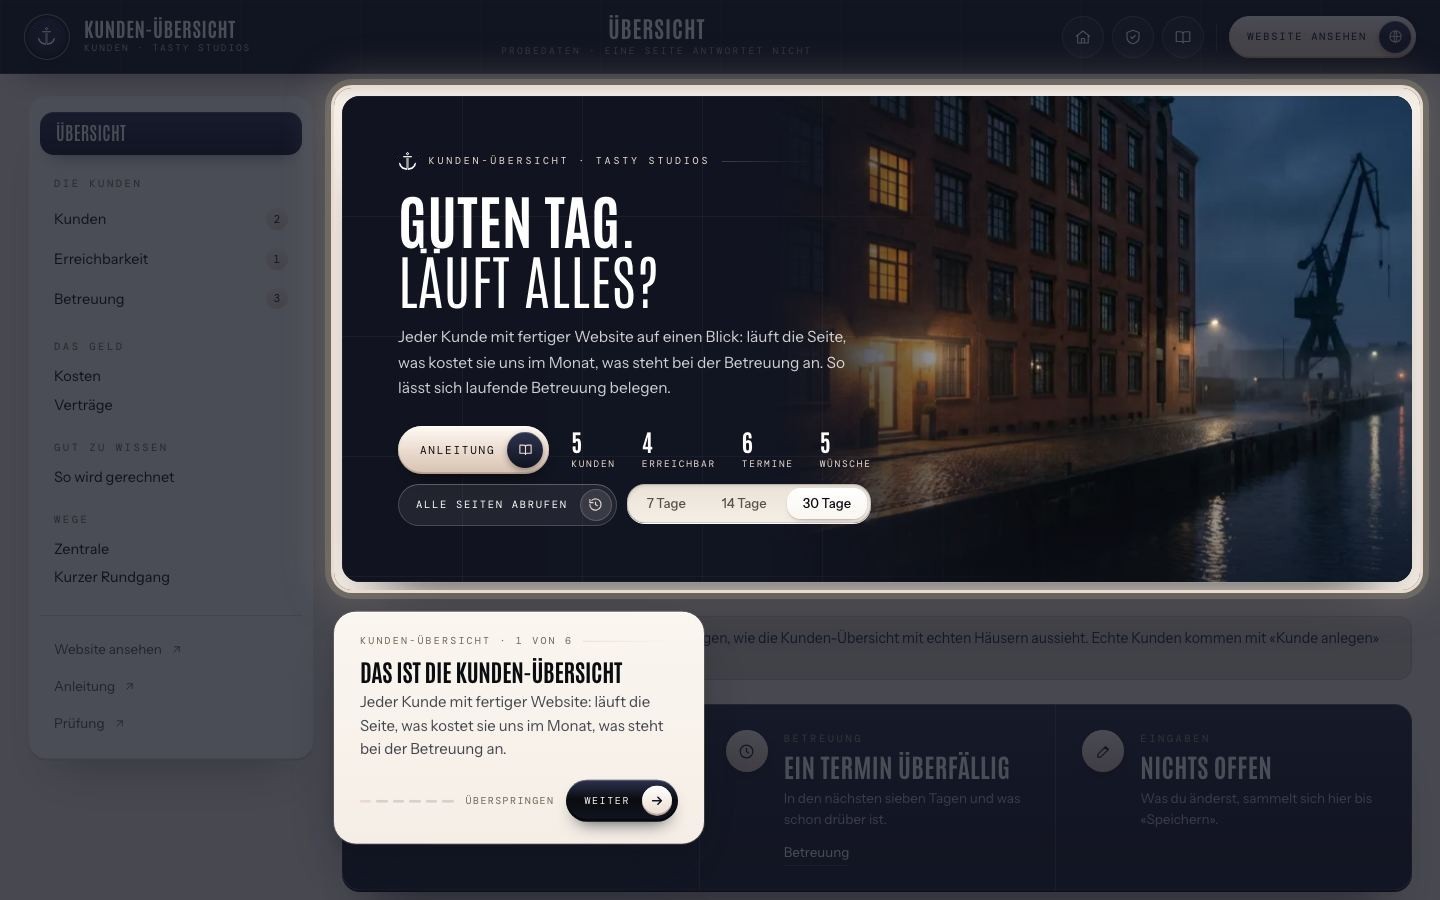 KUNDEN-ÜBERSICHT
KUNDEN · TASTY STUDIOS
ÜBERSICHT
PROBEDATEN · EINE SEITE ANTWORTET NICHT
WEBSITE ANSEHEN
ÜBERSICHT
DIE KUNDEN
Kunden 2
Erreichbarkeit 1
Betreuung 3
DAS GELD
Kosten
Verträge
GUT ZU WISSEN
So wird gerechnet
WEGE
Zentrale
Kurzer Rundgang
Website ansehen
Anleitung
Prüfung
KUNDEN-ÜBERSICHT · TASTY STUDIOS
GUTEN TAG.
LÄUFT ALLES?
Jeder Kunde mit fertiger Website auf einen Blick: läuft die Seite,
was kostet sie uns im Monat, was steht bei der Betreuung an. So
lässt sich laufende Betreuung belegen.
ANLEITUNG
5 KUNDEN
4 ERREICHBAR
6 TERMINE
5 WÜNSCHE
ALLE SEITEN ABRUFEN
7 Tage 14 Tage 30 Tage
gen, wie die Kunden-Übersicht mit echten Häusern aussieht. Echte Kunden kommen mit «Kunde anlegen»
KUNDEN-ÜBERSICHT · 1 VON 6
DAS IST DIE KUNDEN-ÜBERSICHT
Jeder Kunde mit fertiger Website: läuft die
Seite, was kostet sie uns im Monat, was steht
bei der Betreuung an.
ÜBERSPRINGEN
WEITER
BETREUUNG
EIN TERMIN ÜBERFÄLLIG
In den nächsten sieben Tagen und was
schon drüber ist.
Betreuung
EINGABEN
NICHTS OFFEN
Was du änderst, sammelt sich hier bis
«Speichern».